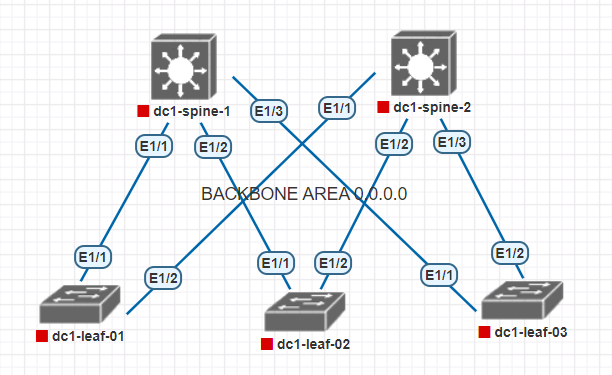 dc1-spine-1
dc1-spine-2
E1/3
E1/1
E1/1
E1/2
E1/2
E1/3
BACKBONE AREA 0.0.0.0
E1/1
E1/2
E1/1
E1/2
E1/1
E1/2
dc1-leaf-01
dc1-leaf-02
dc1-leaf-03